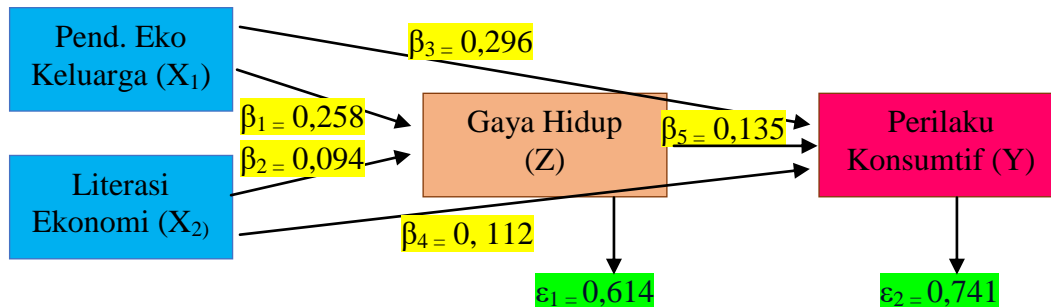 Pend. Eko
Keluarga (X₁)
β₃ = 0,296
β₁ = 0,258
β₂ = 0,094
Gaya Hidup
(Z)
β₅ = 0,135
Perilaku
Konsumtif (Y)
Literasi
Ekonomi (X₂₎
β₄ = 0, 112
ε₁ = 0,614
ε₂ = 0,741